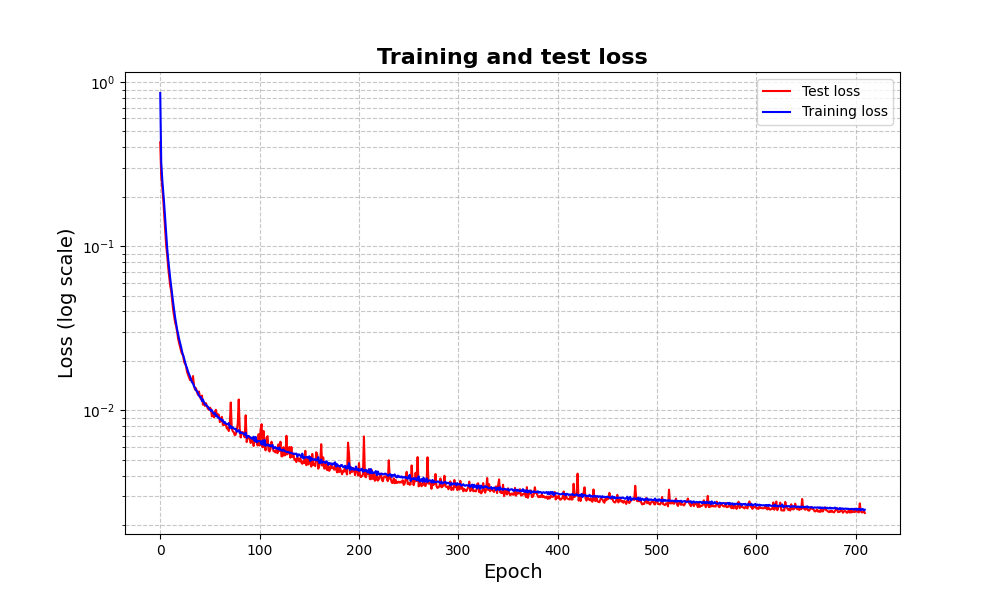 Training and test loss
10⁰
10⁻¹
10⁻²
Loss (log scale)
Test loss
Training loss
0 100 200 300 400 500 600 700
Epoch